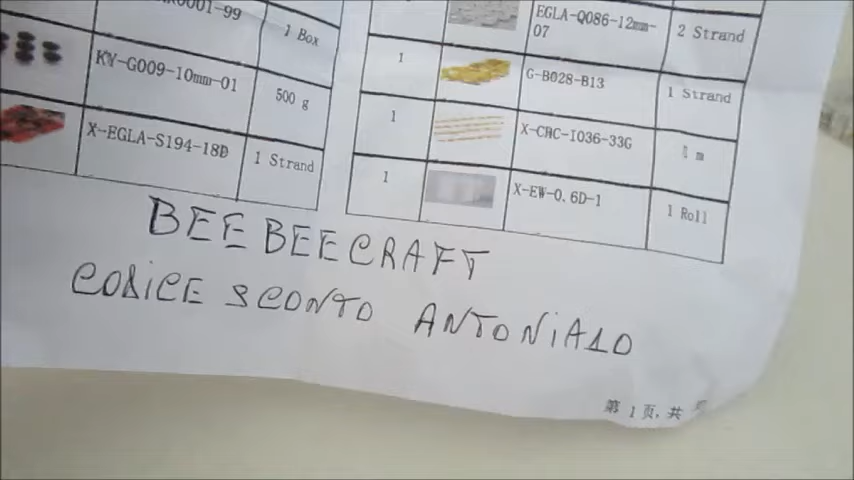 1 Box
KY-G009-10mm-01 500 g
X-EGLA-S194-18D 1 Strand
EGLA-Q086-12mm-07 2 Strand
1 G-B028-B13 1 Strand
1 X-CHC-I036-33G m
1 X-EW-0.6D-1 1 Roll
BEEBEECRAFT
CODiCE SCONTO ANTONiA10
第 1 页, 共